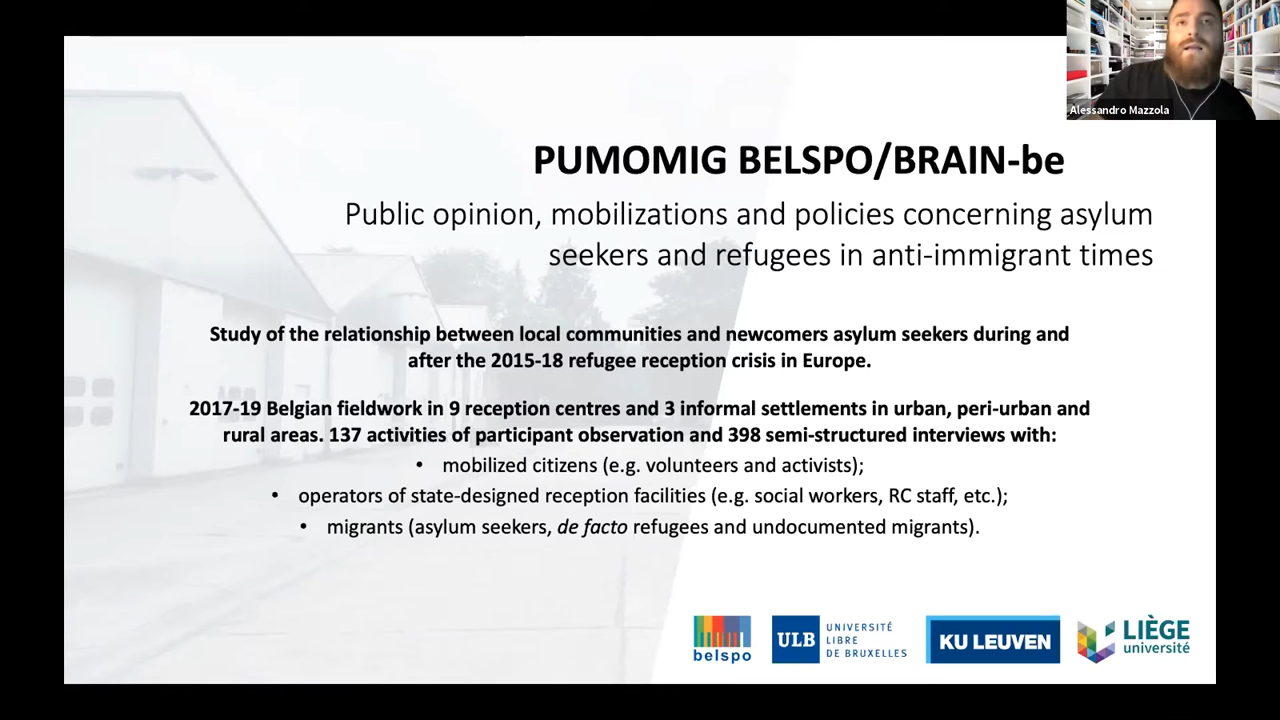 Alessandro Mazzola
PUMOMIG BELSPO/BRAIN-be
Public opinion, mobilizations and policies concerning asylum
seekers and refugees in anti-immigrant times
Study of the relationship between local communities and newcomers asylum seekers during and
after the 2015-18 refugee reception crisis in Europe.
2017-19 Belgian fieldwork in 9 reception centres and 3 informal settlements in urban, peri-urban and
rural areas. 137 activities of participant observation and 398 semi-structured interviews with:
• mobilized citizens (e.g. volunteers and activists);
• operators of state-designed reception facilities (e.g. social workers, RC staff, etc.);
• migrants (asylum seekers, de facto refugees and undocumented migrants).
belspo
ULB
UNIVERSITÉ
LIBRE
DE BRUXELLES
KU LEUVEN
LIÈGE
université